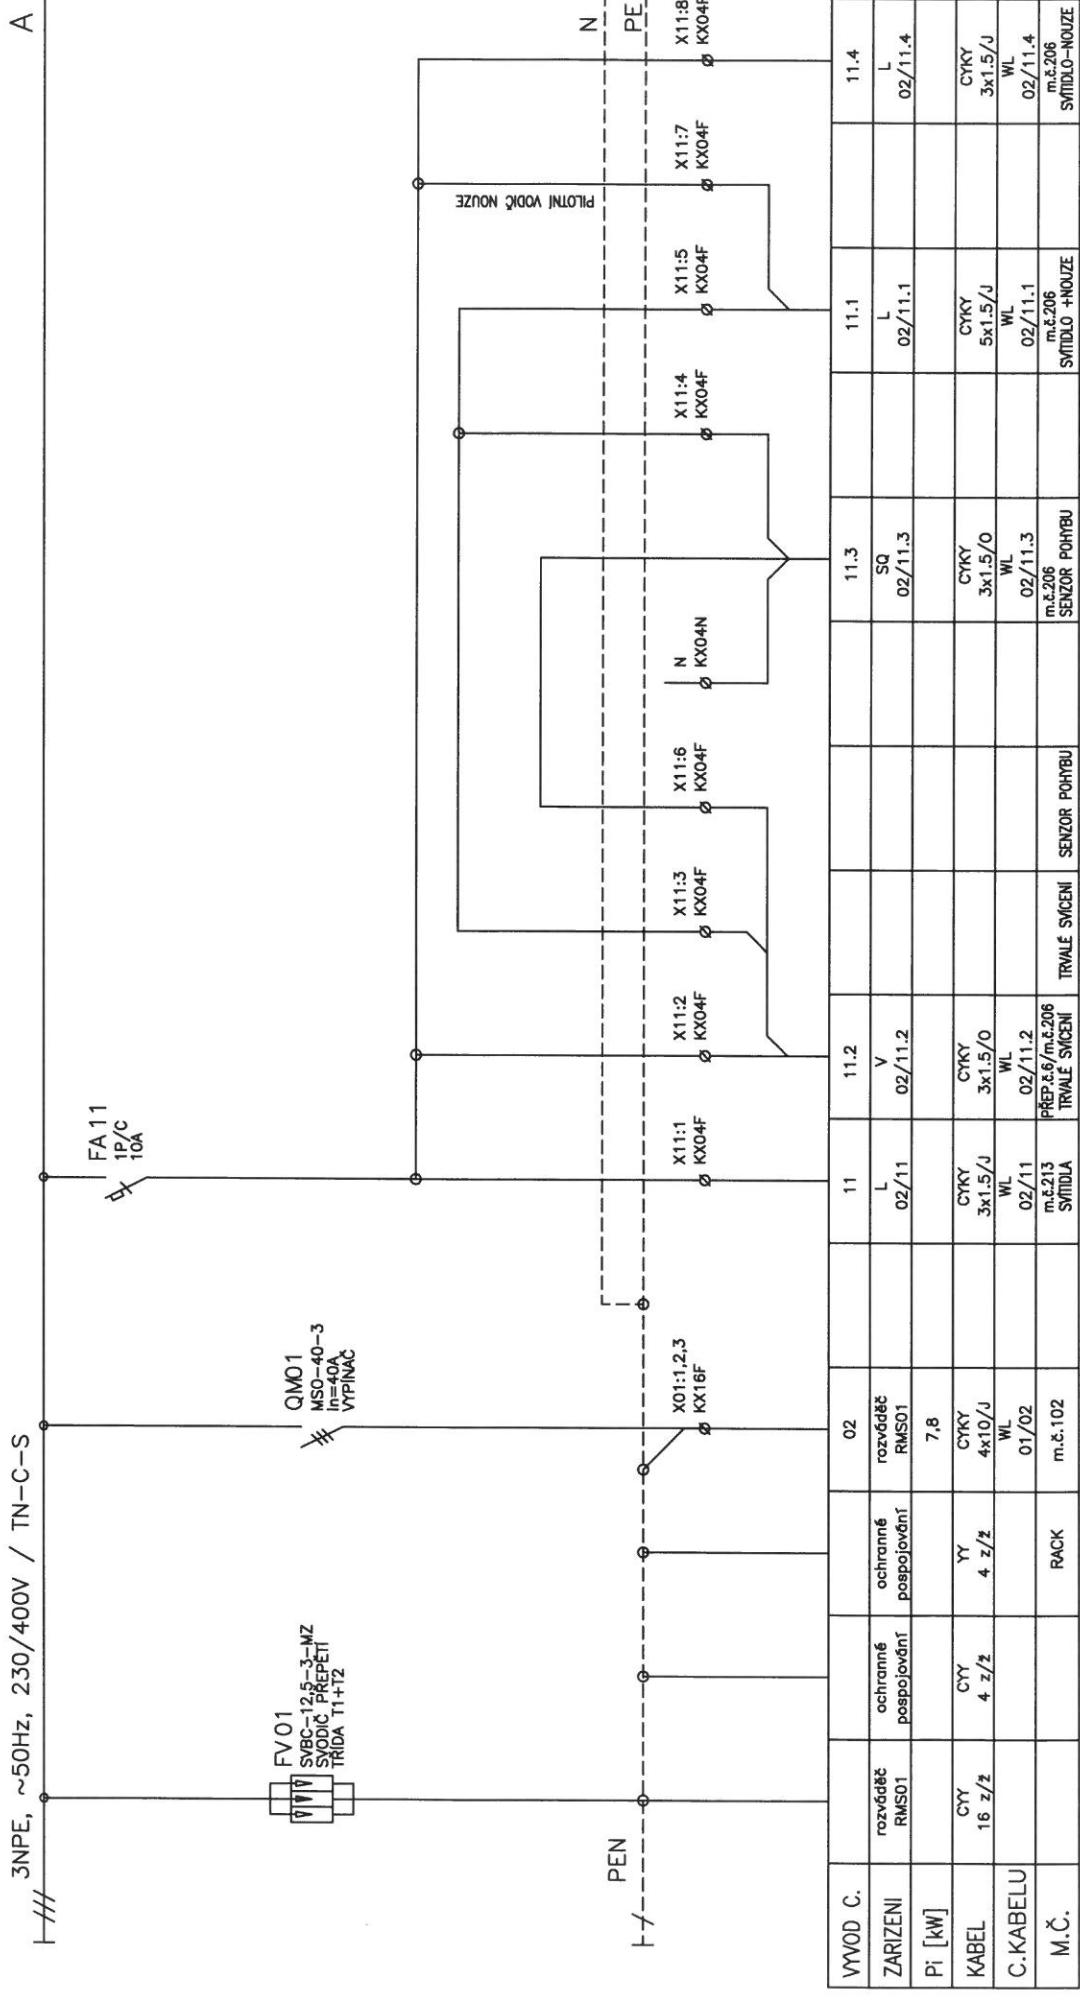 3NPE, ~50Hz, 230/400V / TN-C-S
A
FV01
SVBC-12,5-3-MZ
SVODIČ PŘEPĚTÍ
TŘÍDA T1+T2
QM01
MSO-40-3
In=40A
VYPÍNAČ
FA11
1P/C
10A
PILOTNÍ VODIČ NOUZE
PEN
N
PE
X01:1,2,3
KX16F
X11:1
KX04F
X11:2
KX04F
X11:3
KX04F
X11:6
KX04F
N
KX04N
X11:4
KX04F
X11:5
KX04F
X11:7
KX04F
X11:8
KX04F
VYVOD C. 02 11 11.2 11.3 11.1 11.4
ZARIZENI rozváděč RMS01 ochranné pospojování ochranné pospojování rozváděč RMS01 L 02/11 V 02/11.2 SQ 02/11.3 L 02/11.1 L 02/11.4
Pi [kW] 7,8
KABEL CYY 16 z/ž CYY 4 z/ž YY 4 z/ž CYKY 4x10/J CYKY 3x1.5/J CYKY 3x1.5/O CYKY 3x1.5/O CYKY 5x1.5/J CYKY 3x1.5/J
C.KABELU WL 01/02 WL 02/11 WL 02/11.2 WL 02/11.3 WL 02/11.1 WL 02/11.4
M.Č. RACK m.č.102 m.č.213 SVÍTIDLA PŘEP.č.6/m.č.206 TRVALÉ SVÍCENÍ TRVALÉ SVÍCENÍ SENZOR POHYBU m.č.206 SENZOR POHYBU m.č.206 SVÍTIDLO +NOUZE m.č.206 SVÍTIDLO-NOUZE